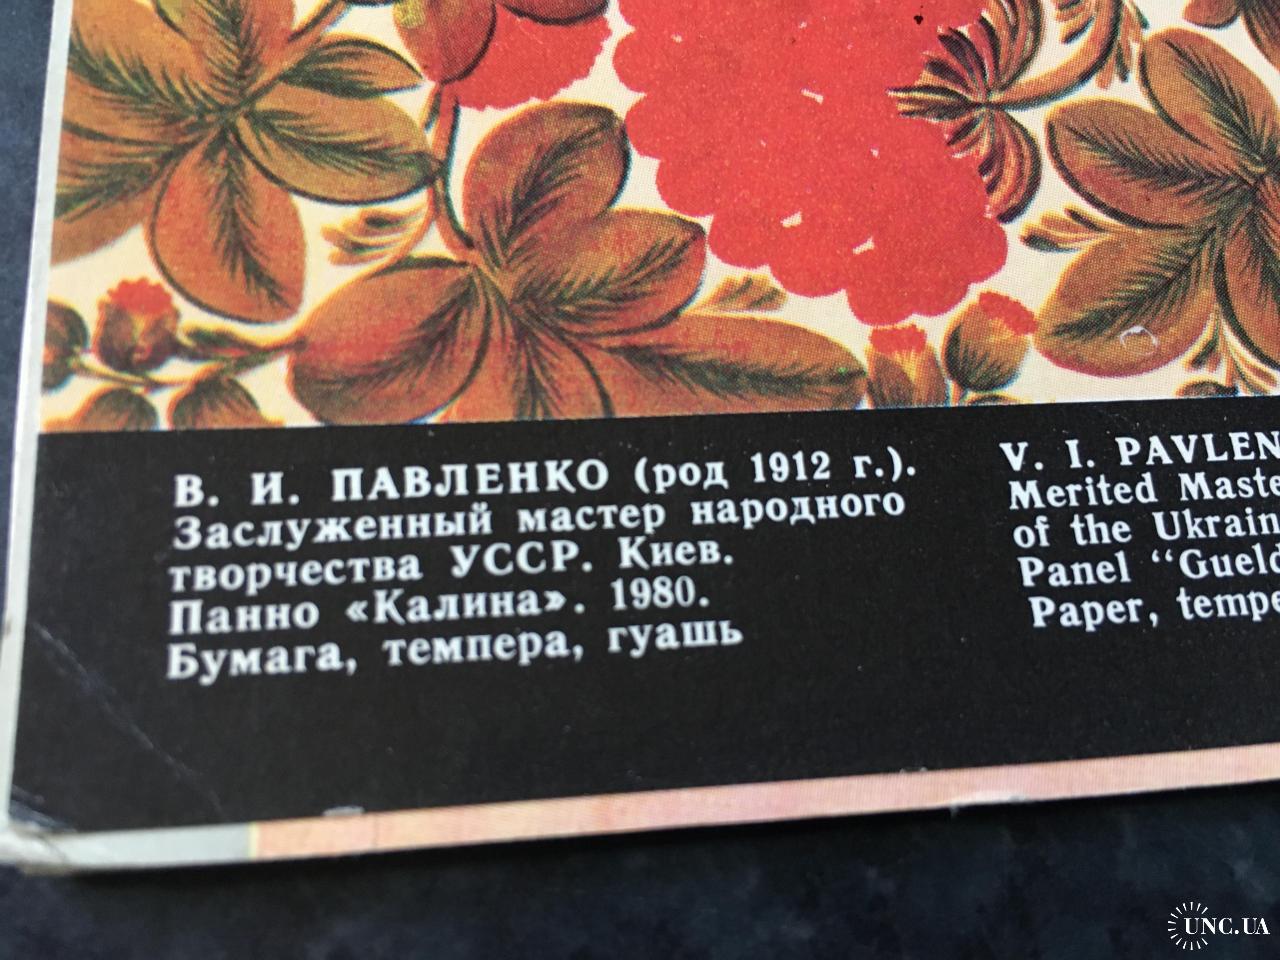 В. И. ПАВЛЕНКО (род 1912 г.).
Заслуженный мастер народного
творчества УССР. Киев.
Панно «Калина». 1980.
Бумага, темпера, гуашь
V. I. PAVLEN
Merited Maste
of the Ukrain
Panel “Gueld
Paper, tempe
UNC.UA